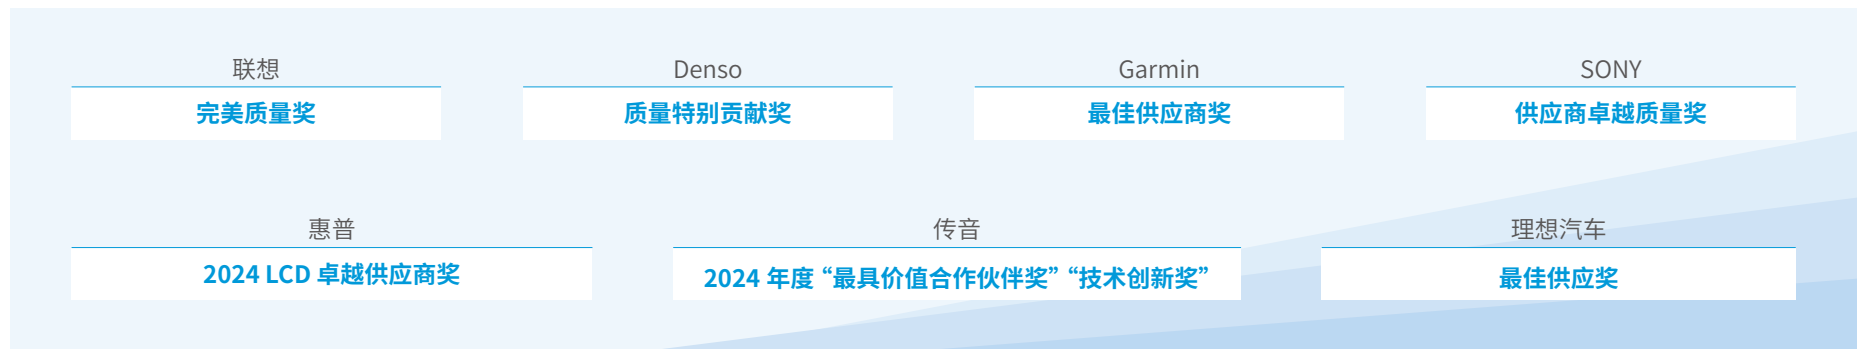 联想
完美质量奖
Denso
质量特别贡献奖
Garmin
最佳供应商奖
SONY
供应商卓越质量奖
惠普
2024 LCD 卓越供应商奖
传音
2024 年度 “最具价值合作伙伴奖” “技术创新奖”
理想汽车
最佳供应奖